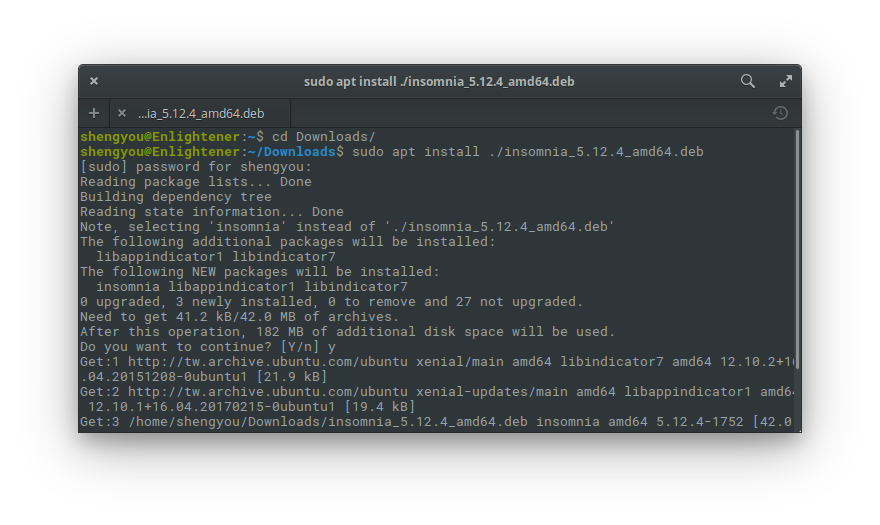 sudo apt install ./insomnia_5.12.4_amd64.deb
...ia_5.12.4_amd64.deb
shengyou@Enlightener:~$ cd Downloads/
shengyou@Enlightener:~/Downloads$ sudo apt install ./insomnia_5.12.4_amd64.deb
[sudo] password for shengyou:
Reading package lists... Done
Building dependency tree
Reading state information... Done
Note, selecting 'insomnia' instead of './insomnia_5.12.4_amd64.deb'
The following additional packages will be installed:
  libappindicator1 libindicator7
The following NEW packages will be installed:
  insomnia libappindicator1 libindicator7
0 upgraded, 3 newly installed, 0 to remove and 27 not upgraded.
Need to get 41.2 kB/42.0 MB of archives.
After this operation, 182 MB of additional disk space will be used.
Do you want to continue? [Y/n] y
Get:1 http://tw.archive.ubuntu.com/ubuntu xenial/main amd64 libindicator7 amd64 12.10.2+16
.04.20151208-0ubuntu1 [21.9 kB]
Get:2 http://tw.archive.ubuntu.com/ubuntu xenial-updates/main amd64 libappindicator1 amd64
 12.10.1+16.04.20170215-0ubuntu1 [19.4 kB]
Get:3 /home/shengyou/Downloads/insomnia_5.12.4_amd64.deb insomnia amd64 5.12.4-1752 [42.0